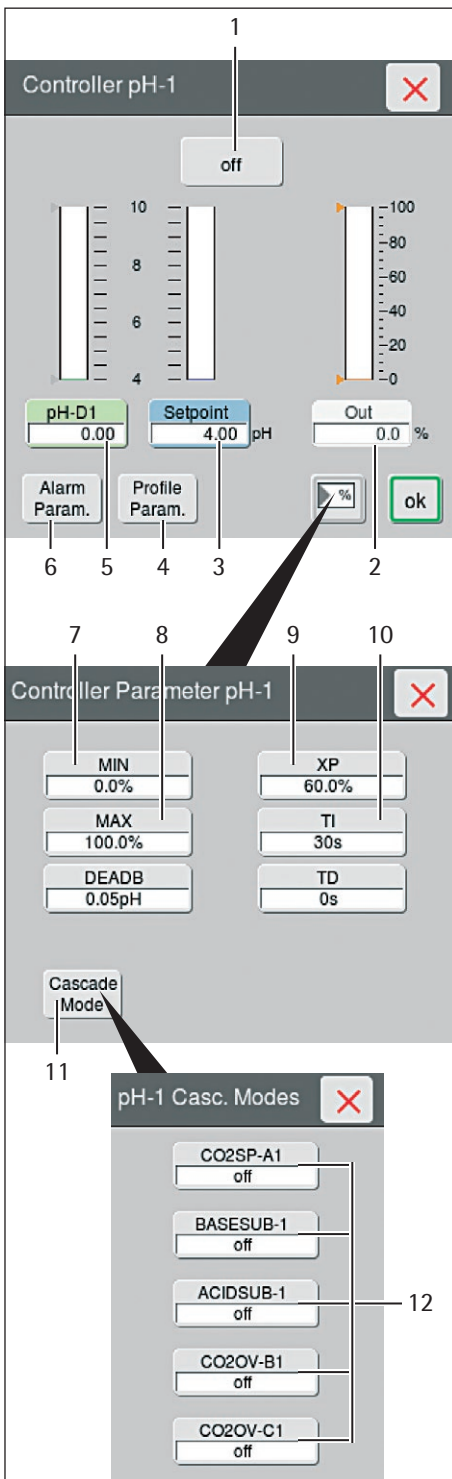 1
Controller pH-1
off
10
8
6
4
100
80
60
40
20
0
pH-D1
0.00
Setpoint
4.00 pH
Out
0.0 %
Alarm
Param.
Profile
Param.
%
ok
6 5 4 3 2
7 8 9 10
Controller Parameter pH-1
MIN
0.0%
XP
60.0%
MAX
100.0%
TI
30s
DEADB
0.05pH
TD
0s
Cascade
Mode
11
pH-1 Casc. Modes
CO2SP-A1
off
BASESUB-1
off
ACIDSUB-1
off
12
CO2OV-B1
off
CO2OV-C1
off